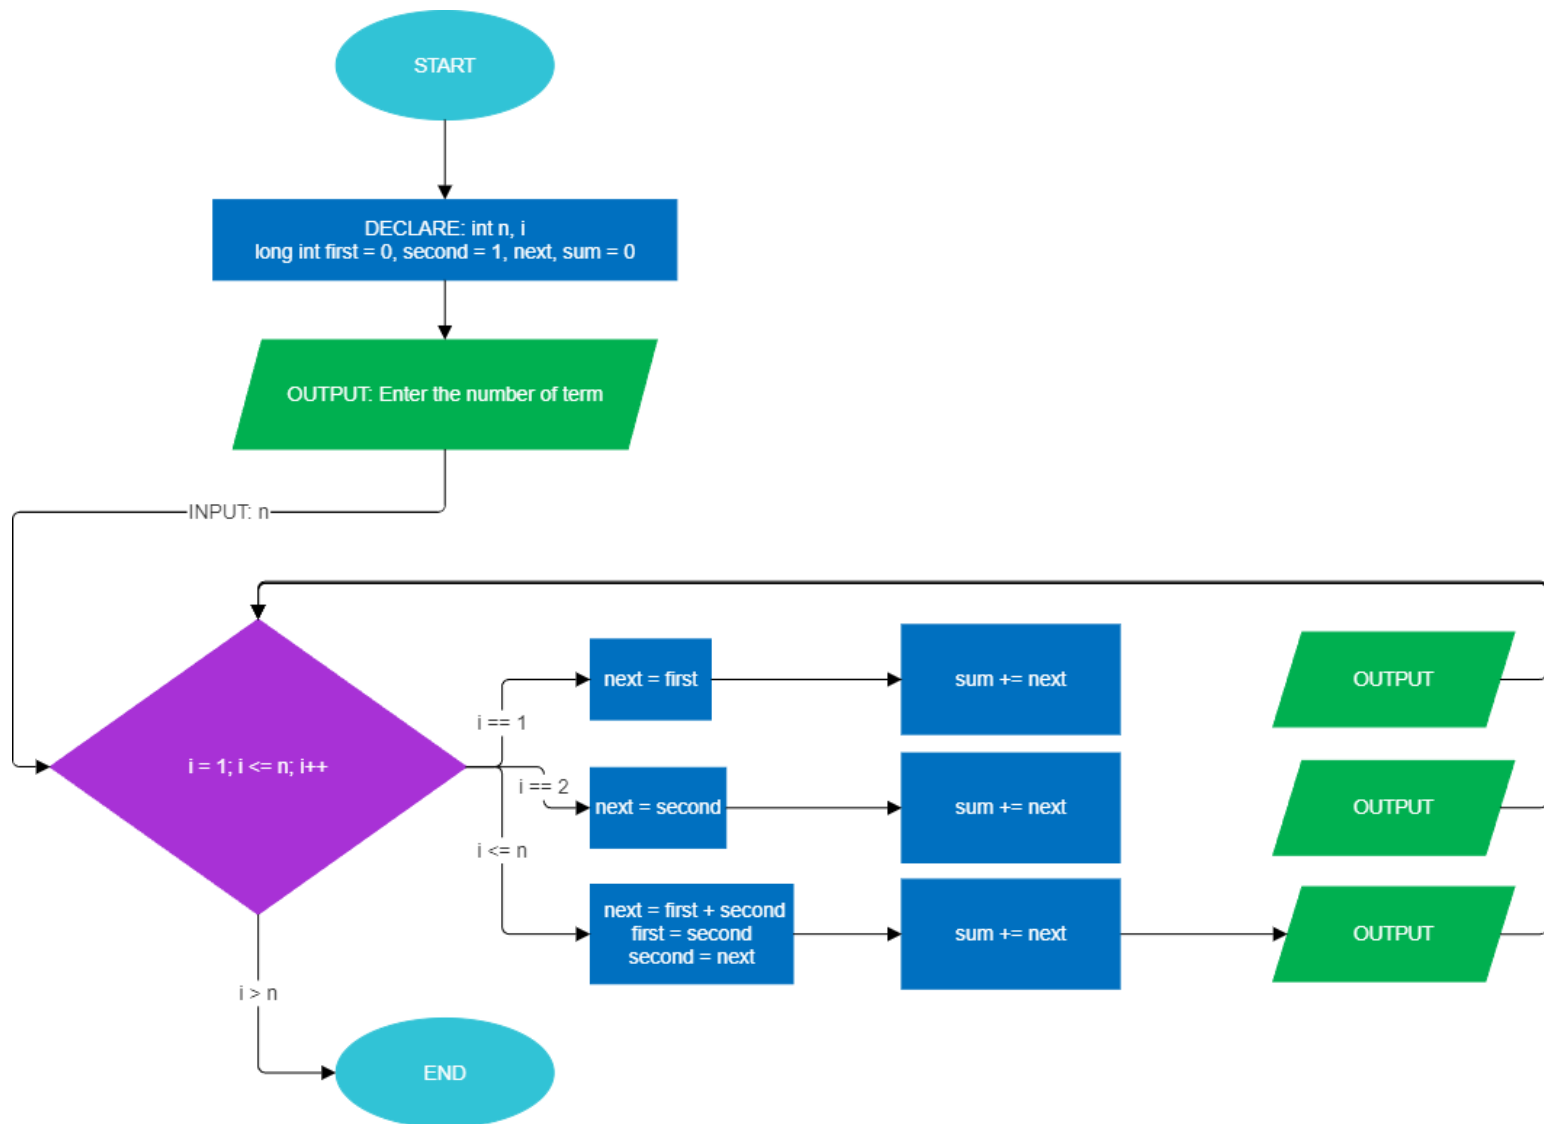 START
DECLARE: int n, i
long int first = 0, second = 1, next, sum = 0
OUTPUT: Enter the number of term
INPUT: n
i = 1; i <= n; i++
i == 1
next = first
sum += next
OUTPUT
i == 2
next = second
sum += next
OUTPUT
i <= n
next = first + second
first = second
second = next
sum += next
OUTPUT
i > n
END